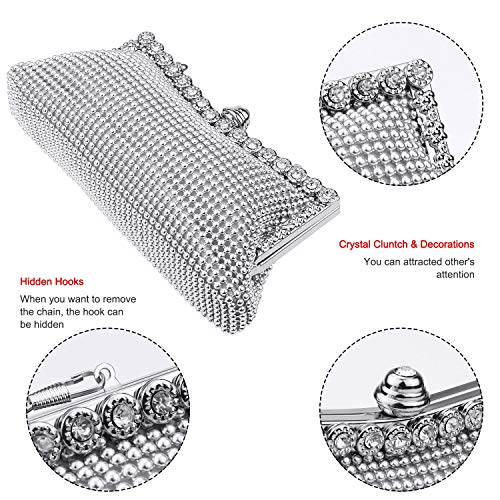 Crystal Cluntch & Decorations
You can attracted other's
attention
Hidden Hooks
When you want to remove
the chain, the hook can
be hidden